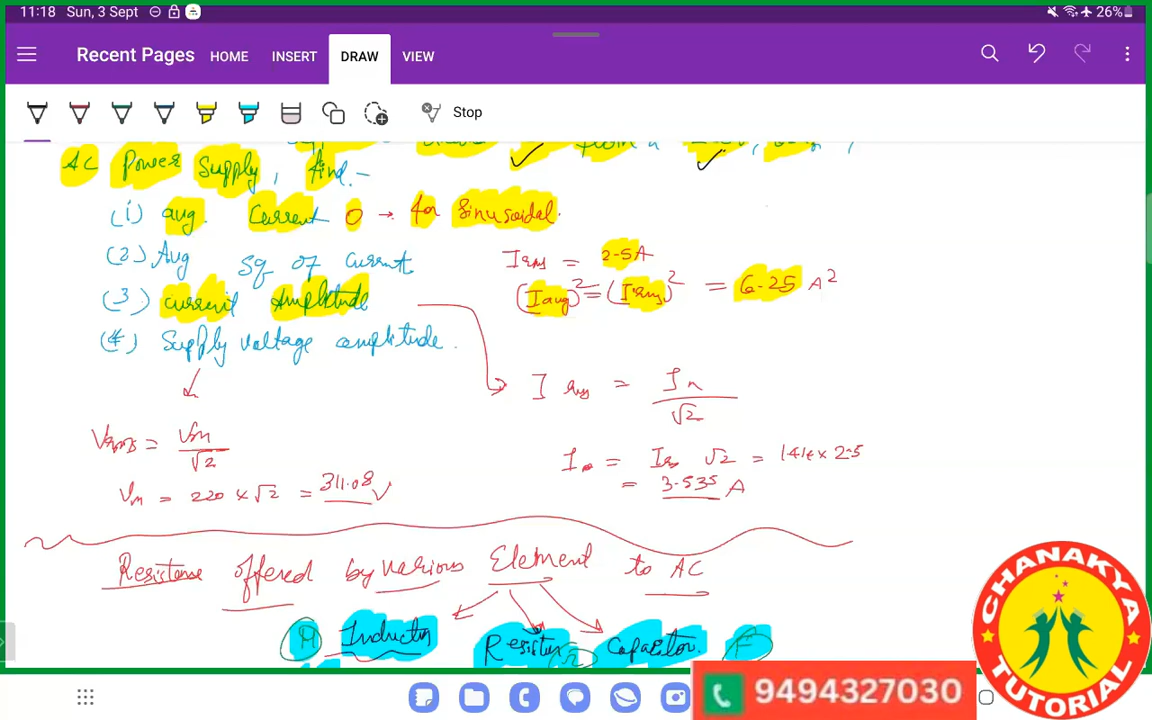 11:18 Sun, 3 Sept 26%
Recent Pages HOME INSERT DRAW VIEW
Stop
AC Power Supply, find.-
(1) avg. Current 0 → for Sinusoidal.
(2) Avg Sq of Current
Irms = 2.5A
(Iavg)² = (Irms)² = 6.25 A²
(3) current Amplitude
(4) Supply voltage amplitude.
I rms = Im / √2
Vrms = Vm / √2
Im = Irms √2 = 1.414 × 2.5
= 3.535 A
Vm = 220 × √2 = 311.08 V
Resistance offered by various Element to AC
H Inductor Resistor Ω Capacitor. F
9494327030
CHANAKYA TUTORIAL